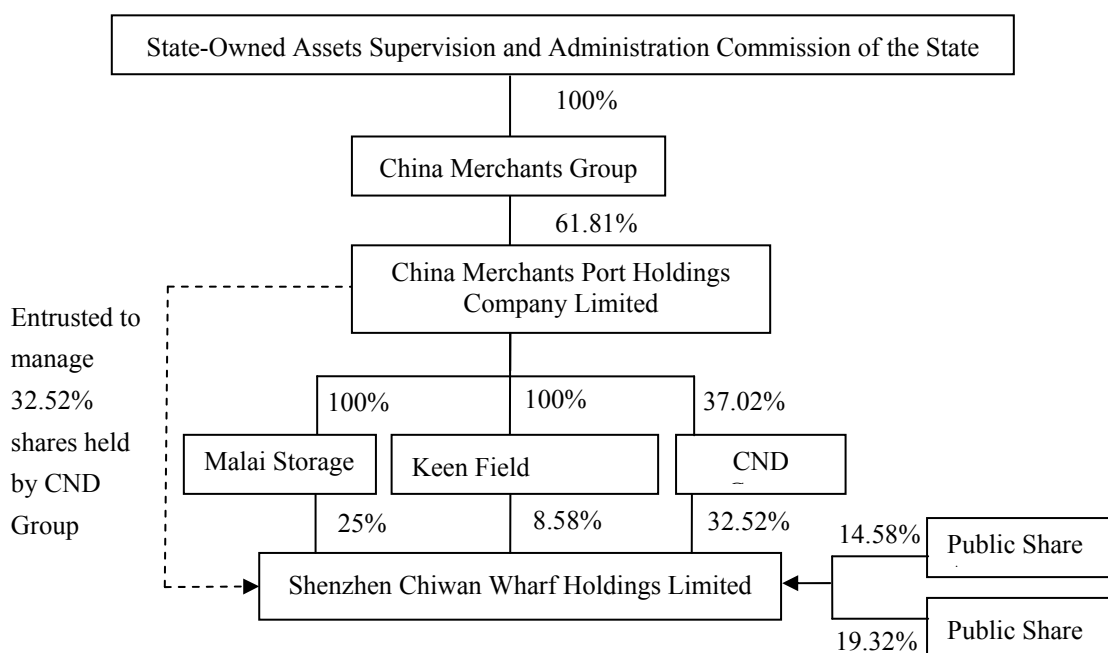 State-Owned Assets Supervision and Administration Commission of the State
100%
China Merchants Group
61.81%
China Merchants Port Holdings
Company Limited
Entrusted to
manage
32.52%
shares held
by CND
Group
100%
100%
37.02%
Malai Storage
Keen Field
CND
25%
8.58%
32.52%
14.58%
Public Share
Shenzhen Chiwan Wharf Holdings Limited
19.32%
Public Share